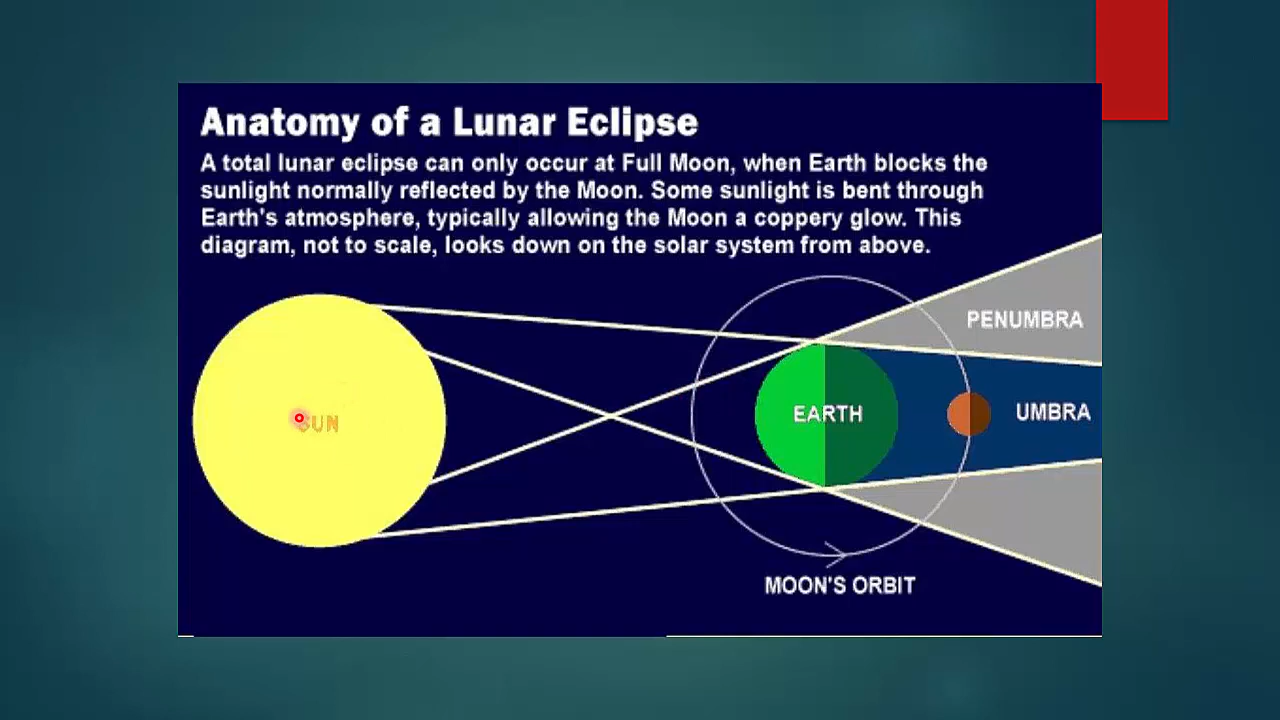 Anatomy of a Lunar Eclipse
A total lunar eclipse can only occur at Full Moon, when Earth blocks the
sunlight normally reflected by the Moon. Some sunlight is bent through
Earth's atmosphere, typically allowing the Moon a coppery glow. This
diagram, not to scale, looks down on the solar system from above.
PENUMBRA
SUN
EARTH
UMBRA
MOON'S ORBIT